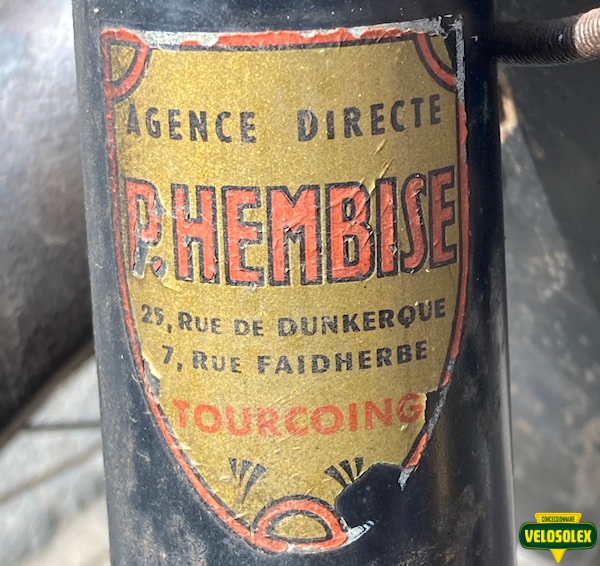 AGENCE DIRECTE
P. HEMBISE
25, RUE DE DUNKERQUE
7, RUE FAIDHERBE
TOURCOING
CONCESSIONNAIRE
VELOSOLEX